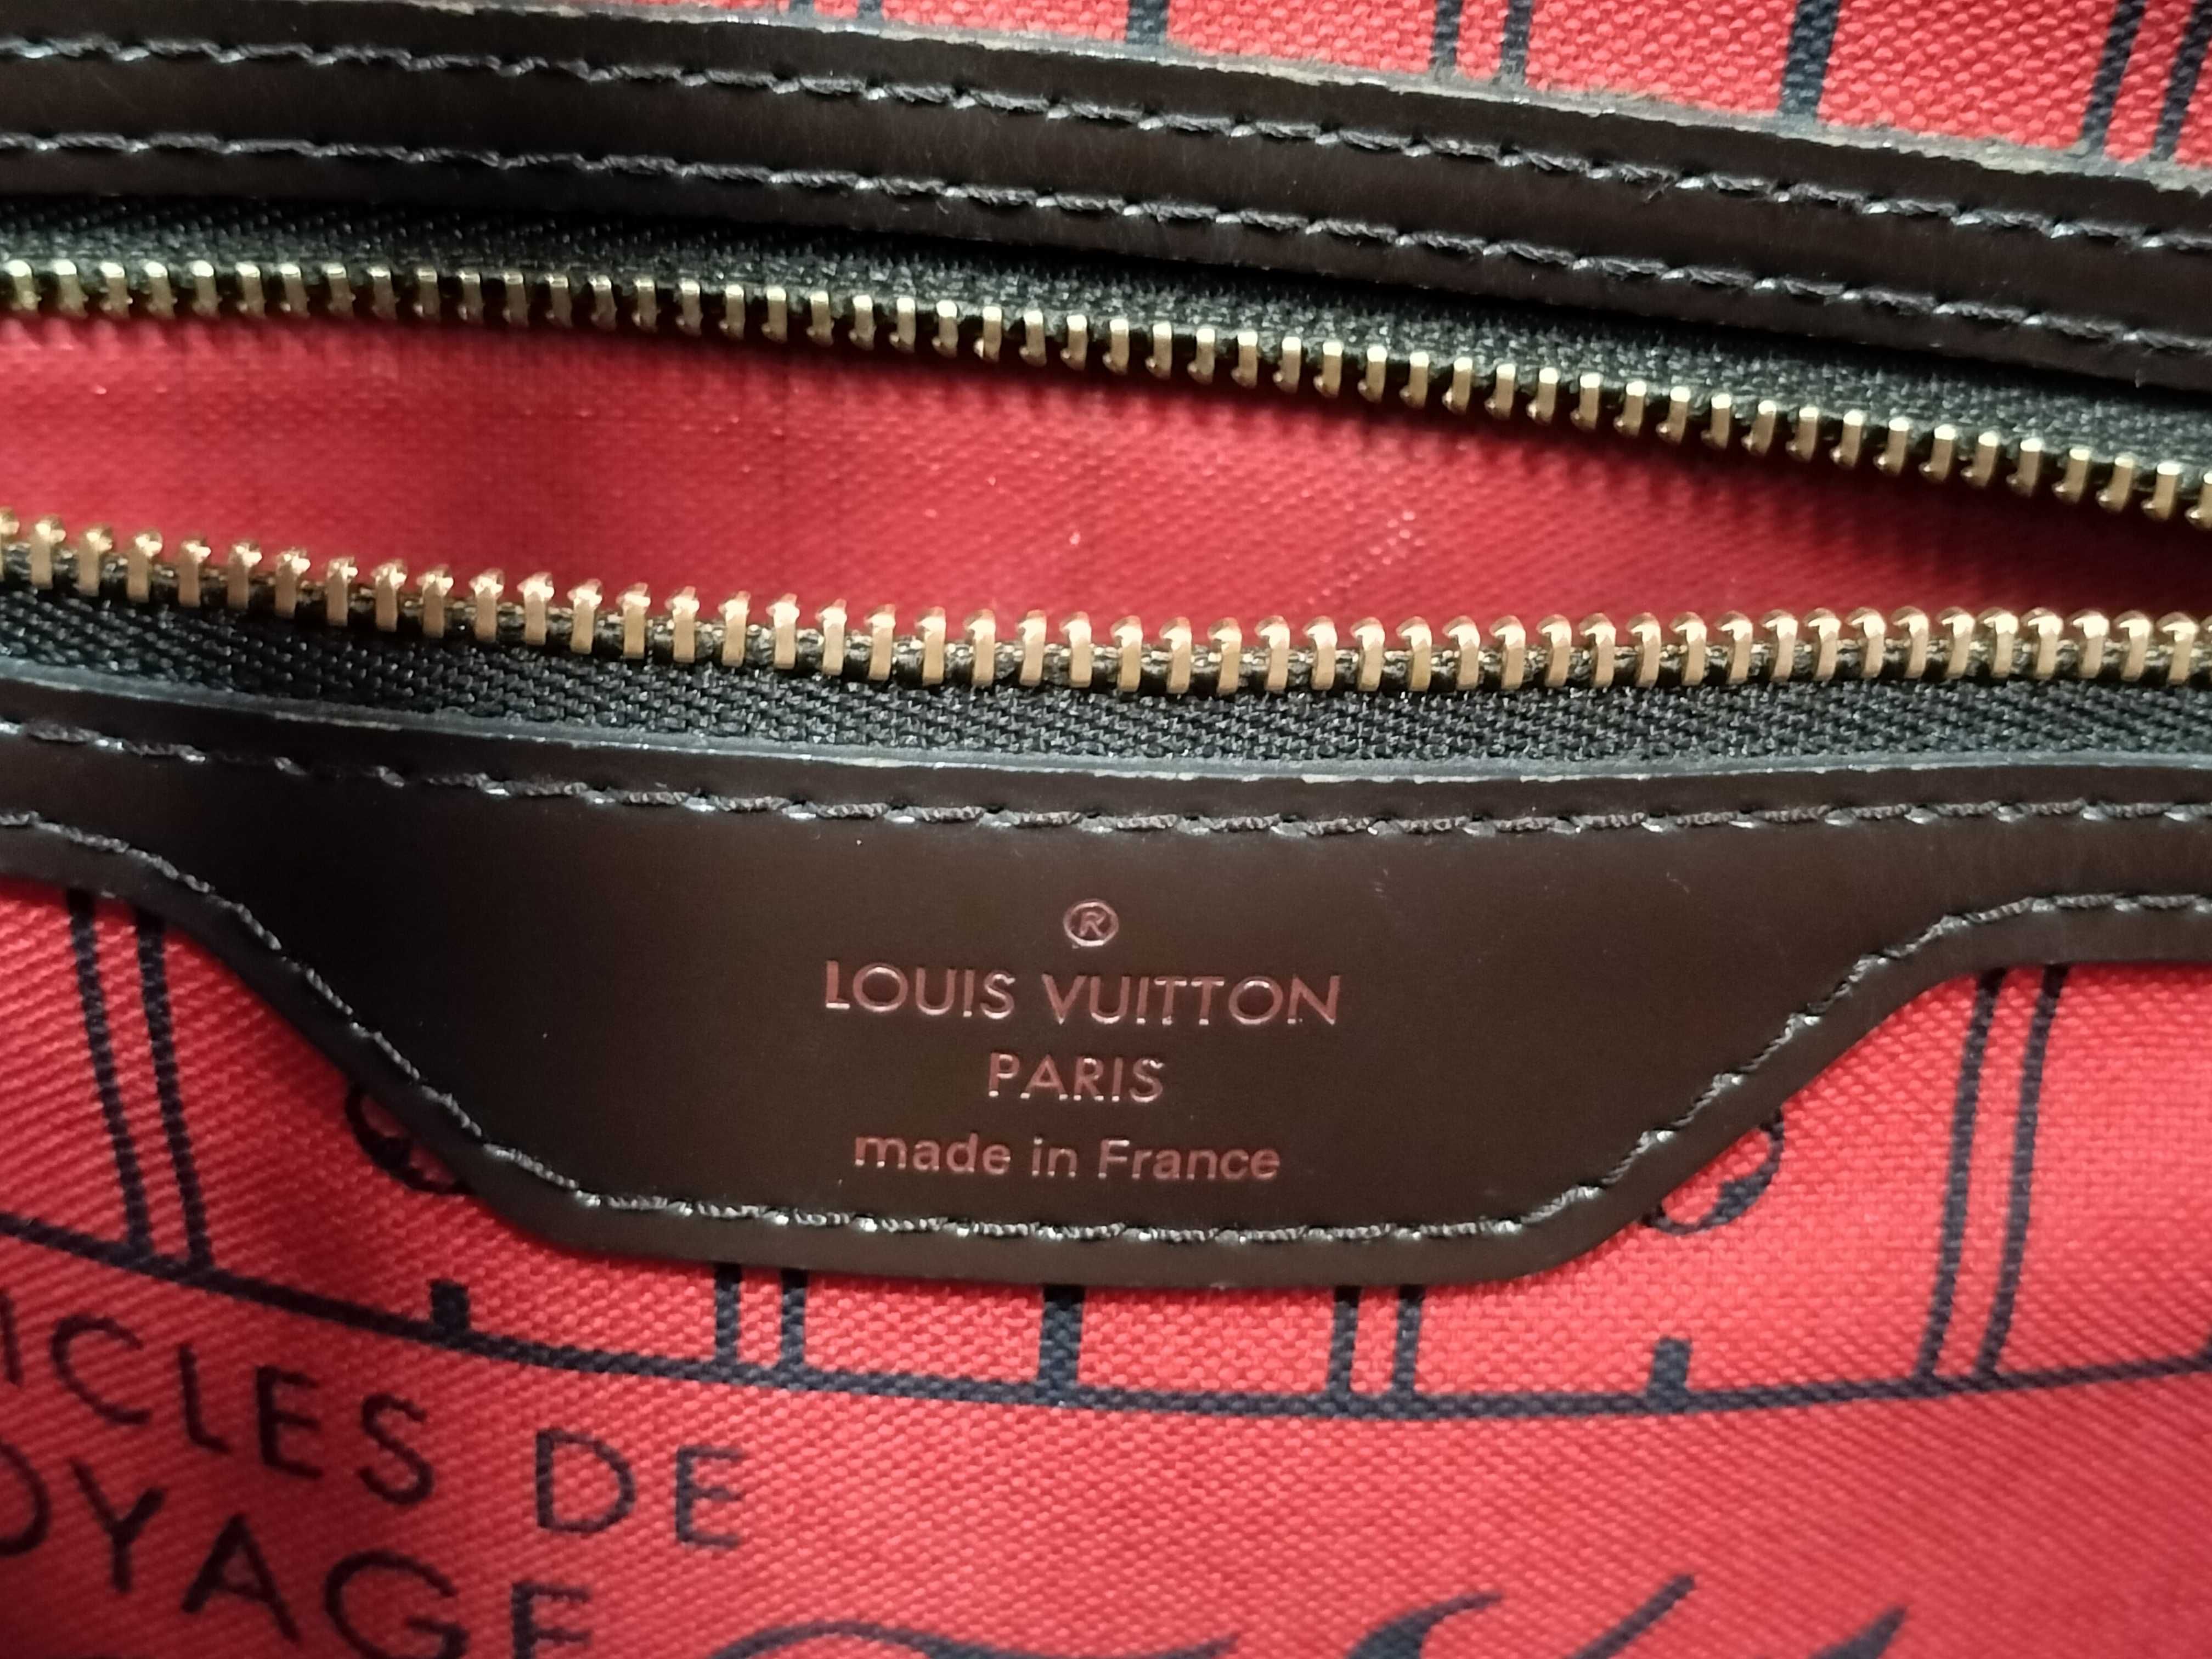 ®
LOUIS VUITTON
PARIS
made in France
ICLES DE
OYAGE